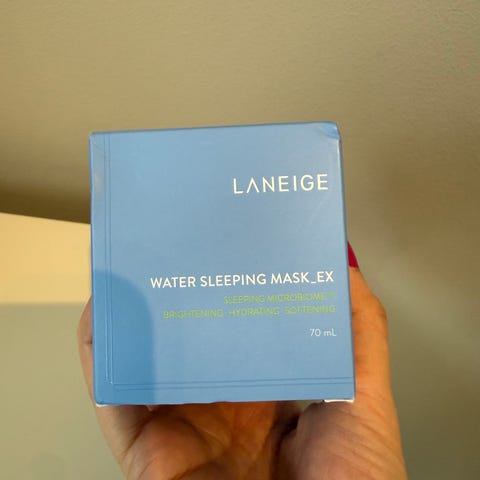 LANEIGE
WATER SLEEPING MASK_EX
SLEEPING MICROBIOME™
BRIGHTENING HYDRATING SOFTENING
70 mL